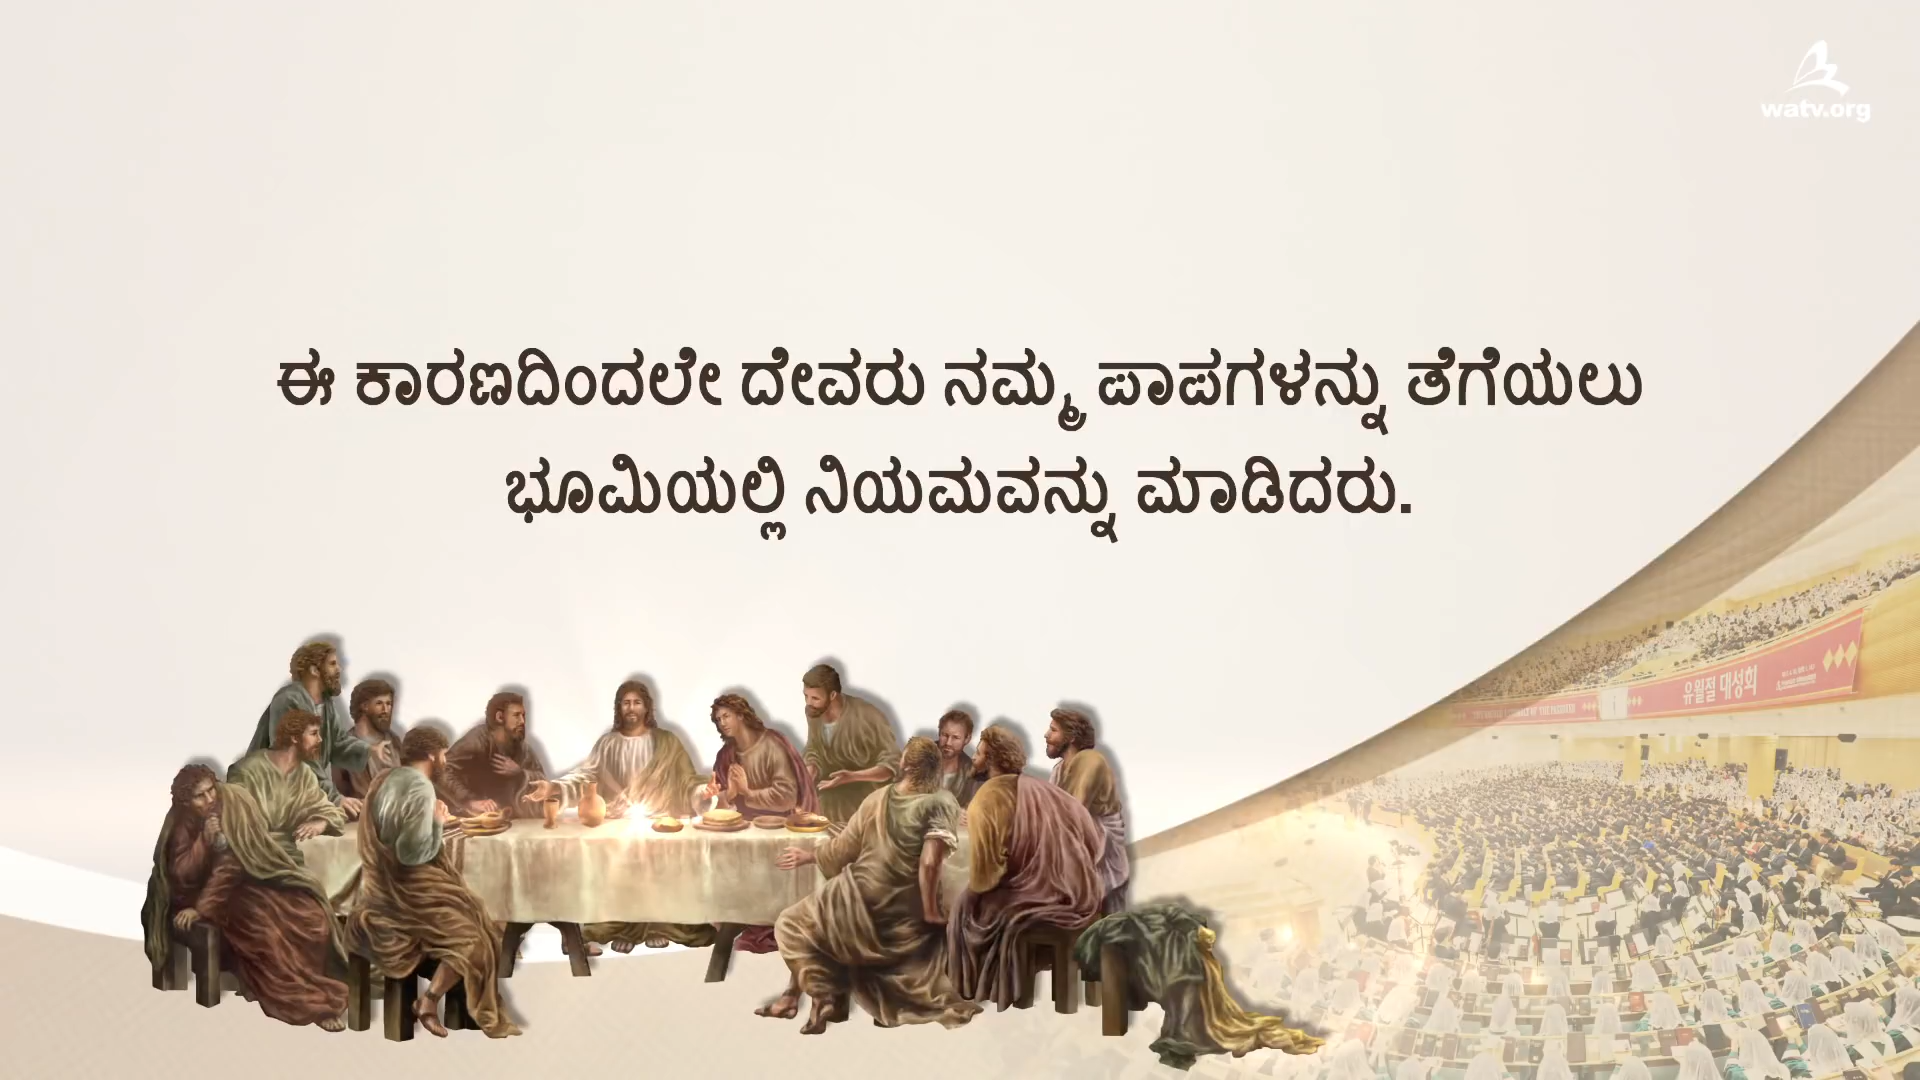 watv.org
ಈ ಕಾರಣದಿಂದಲೇ ದೇವರು ನಮ್ಮ ಪಾಪಗಳನ್ನು ತೆಗೆಯಲು
ಭೂಮಿಯಲ್ಲಿ ನಿಯಮವನ್ನು ಮಾಡಿದರು.
유월절 대성회